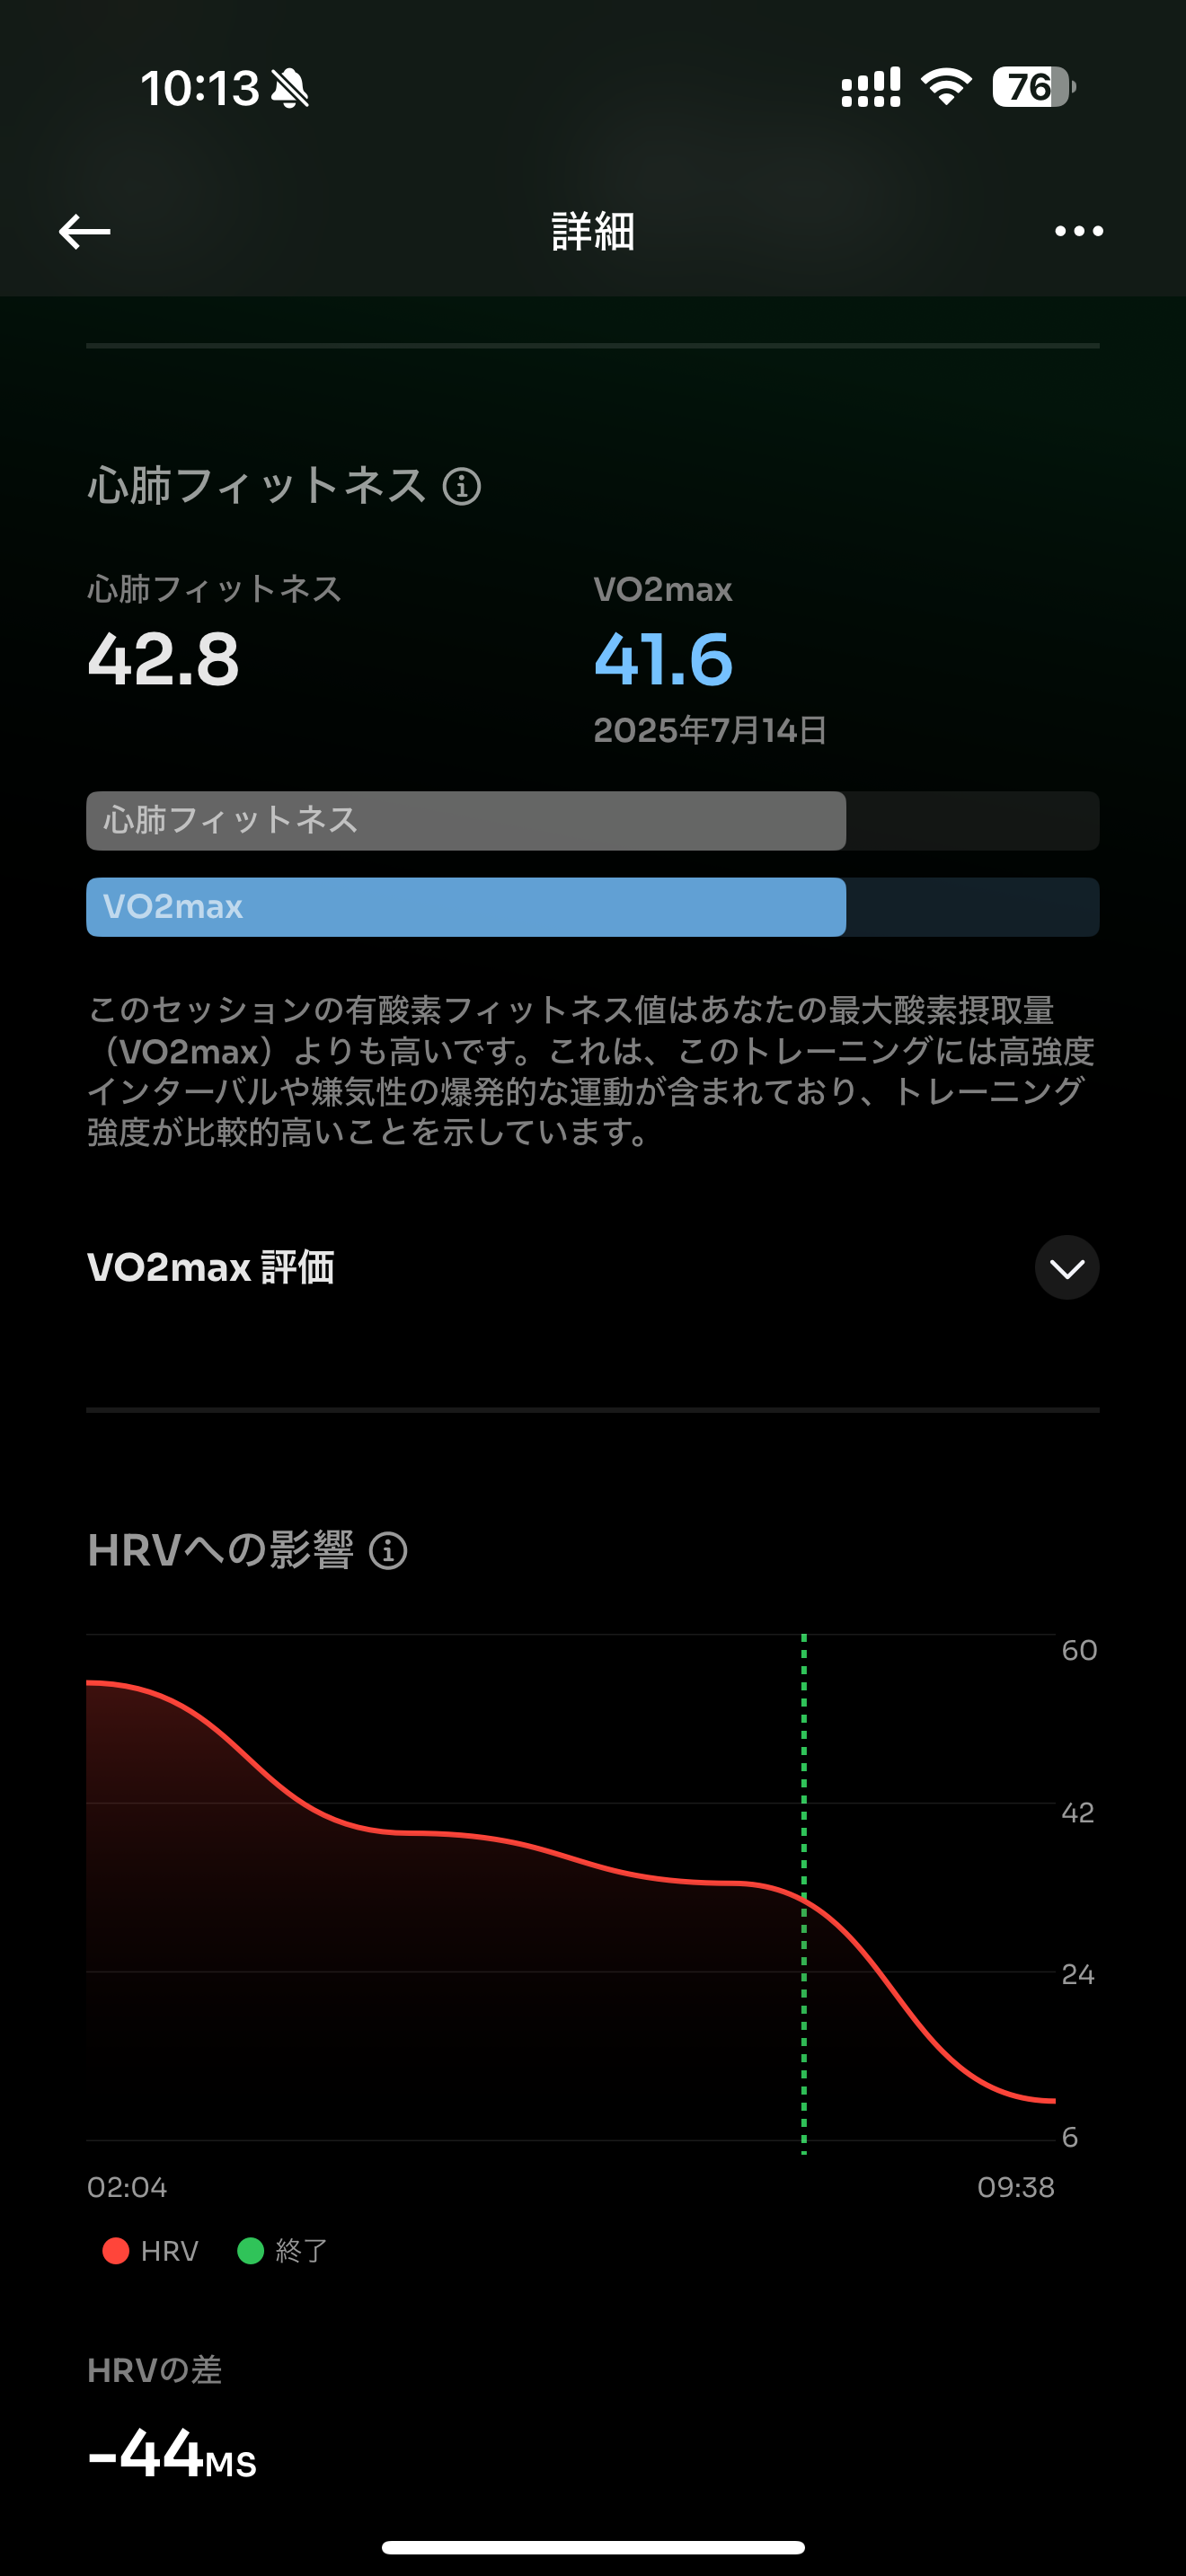 10:13
76
詳細
心肺フィットネス
心肺フィットネス
42.8
VO2max
41.6
2025年7月14日
心肺フィットネス
VO2max
このセッションの有酸素フィットネス値はあなたの最大酸素摂取量
（VO2max）よりも高いです。これは、このトレーニングには高強度
インターバルや嫌気性の爆発的な運動が含まれており、トレーニング
強度が比較的高いことを示しています。
VO2max 評価
HRVへの影響
60
42
24
6
02:04
09:38
HRV
終了
HRVの差
-44MS